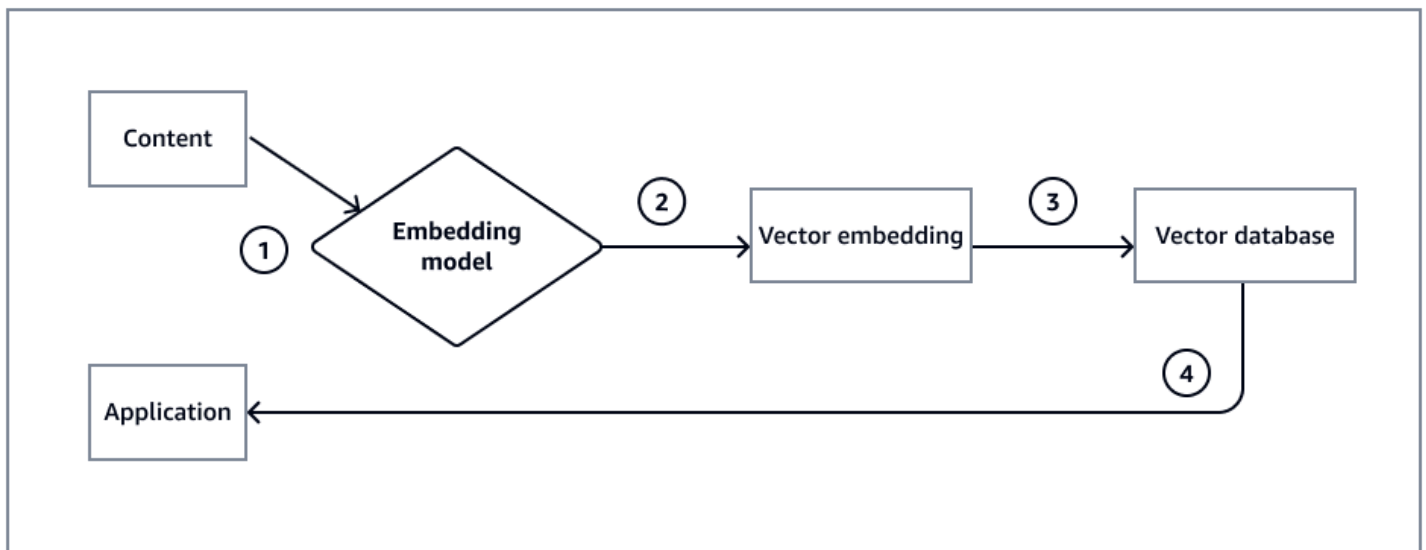 Content
1
Embedding
model
2
Vector embedding
3
Vector database
4
Application